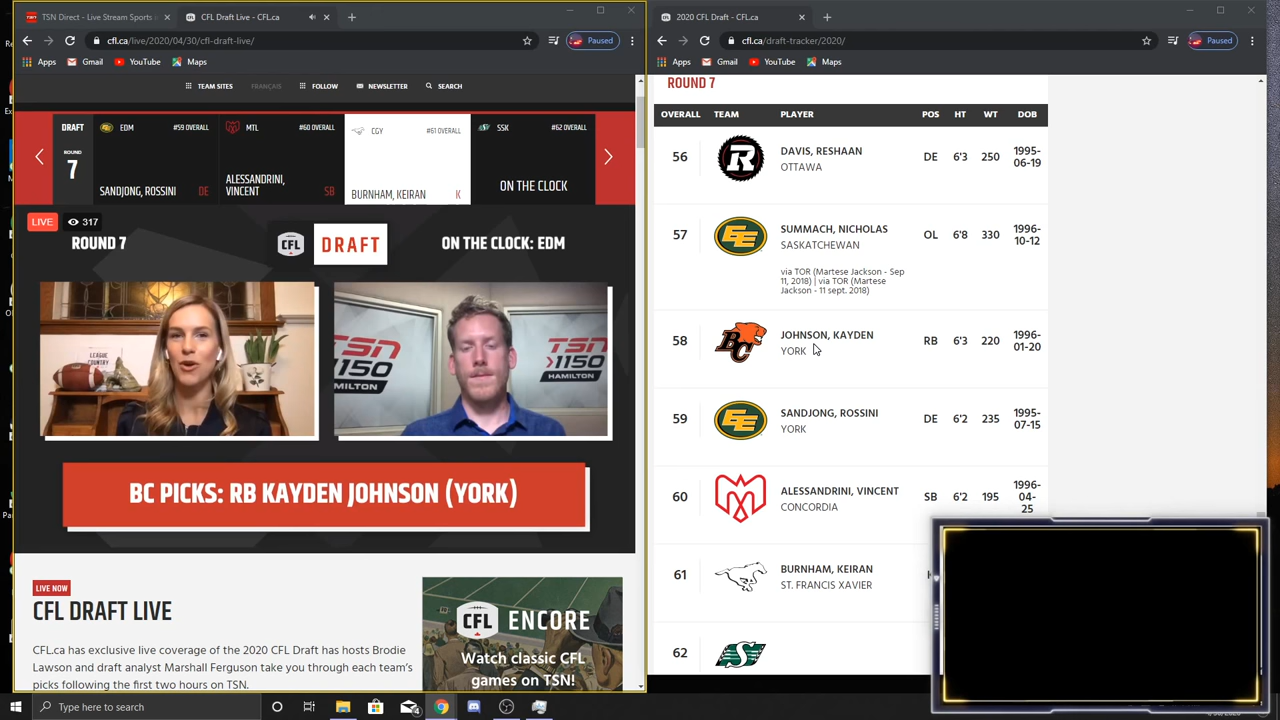 TSN Direct - Live Stream Sports
CFL Draft Live - CFL.ca
cfl.ca/live/2020/04/30/cfl-draft-live/
Paused
Apps
Gmail
YouTube
Maps
TEAM SITES
FRANÇAIS
FOLLOW
NEWSLETTER
SEARCH
DRAFT
ROUND
7
EDM
#59 OVERALL
SANDJONG, ROSSINI
DE
MTL
#60 OVERALL
ALESSANDRINI,
VINCENT
SB
CGY
#61 OVERALL
BURNHAM, KEIRAN
K
SSK
#62 OVERALL
ON THE CLOCK
LIVE
317
ROUND 7
CFL
DRAFT
ON THE CLOCK: EDM
LEAGUE
COUNTRY
TSN
1150
HAMILTON
TSN
1150
HAMILTON
BC PICKS: RB KAYDEN JOHNSON (YORK)
LIVE NOW
CFL DRAFT LIVE
CFL.ca has exclusive live coverage of the 2020 CFL Draft has hosts Brodie
Lawson and draft analyst Marshall Ferguson take you through each team's
picks following the first two hours on TSN.
CFL
ENCORE
Watch classic CFL
games on TSN!
2020 CFL Draft - CFL.ca
cfl.ca/draft-tracker/2020/
Paused
Apps
Gmail
YouTube
Maps
ROUND 7
OVERALL TEAM PLAYER POS HT WT DOB
56
R
DAVIS, RESHAAN
OTTAWA
DE 6'3 250
1995-
06-19
57
EE
SUMMACH, NICHOLAS
SASKATCHEWAN
via TOR (Martese Jackson - Sep
11, 2018) | via TOR (Martese
Jackson - 11 sept. 2018)
OL 6'8 330
1996-
10-12
58
BC
JOHNSON, KAYDEN
YORK
RB 6'3 220
1996-
01-20
59
EE
SANDJONG, ROSSINI
YORK
DE 6'2 235
1995-
07-15
60
ALESSANDRINI, VINCENT
CONCORDIA
SB 6'2 195
1996-
04-
25
61
BURNHAM, KEIRAN
ST. FRANCIS XAVIER
62
S
Type here to search